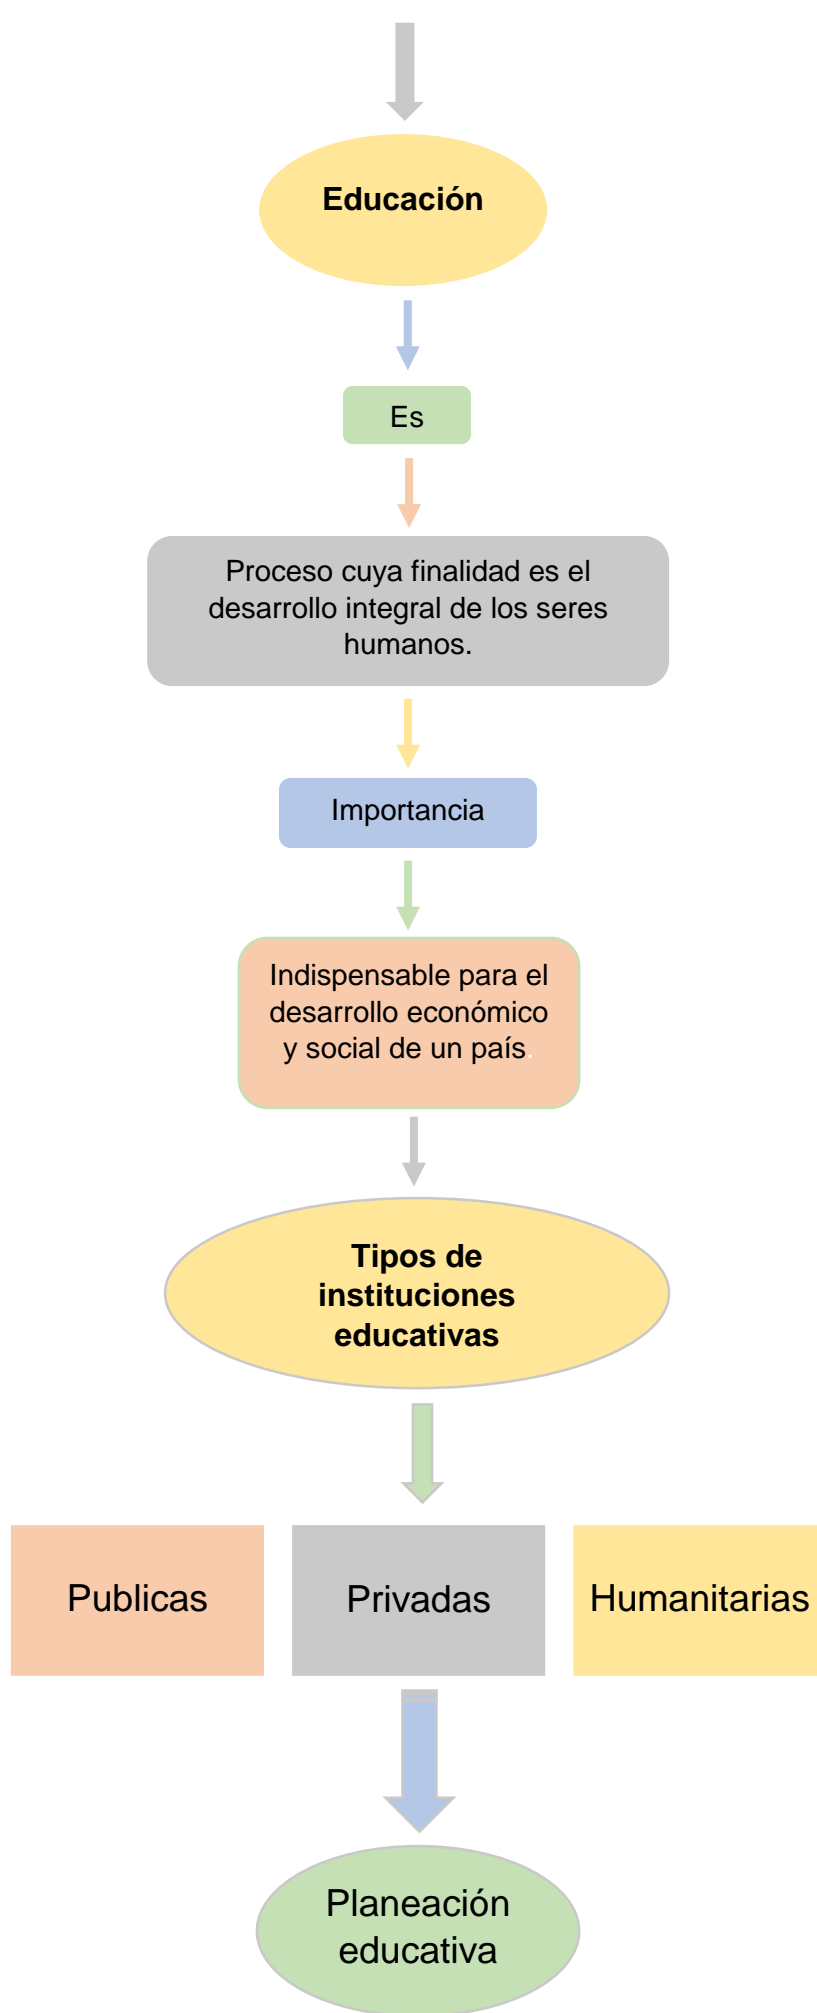 Educación
Es
Proceso cuya finalidad es el
desarrollo integral de los seres
humanos.
Importancia
Indispensable para el
desarrollo económico
y social de un país.
Tipos de
instituciones
educativas
Publicas
Privadas
Humanitarias
Planeación
educativa